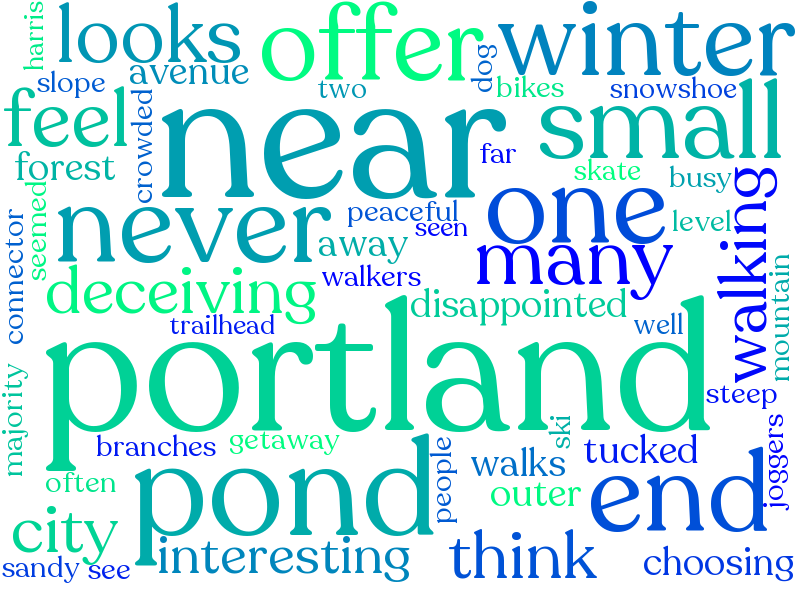 harris
looks
offer
winter
slope
avenue
two
dog
bikes
snowshoe
feel
crowded
near
small
forest
far
skate
busy
seemed
never
peaceful
seen
one
level
walking
connector
away
many
mountain
deceiving
walkers
disappointed
trailhead
well
portland
steep
majority
branches
getaway
ski
joggers
often
pond
people
walks
tucked
outer
end
city
interesting
think
choosing
sandy
see